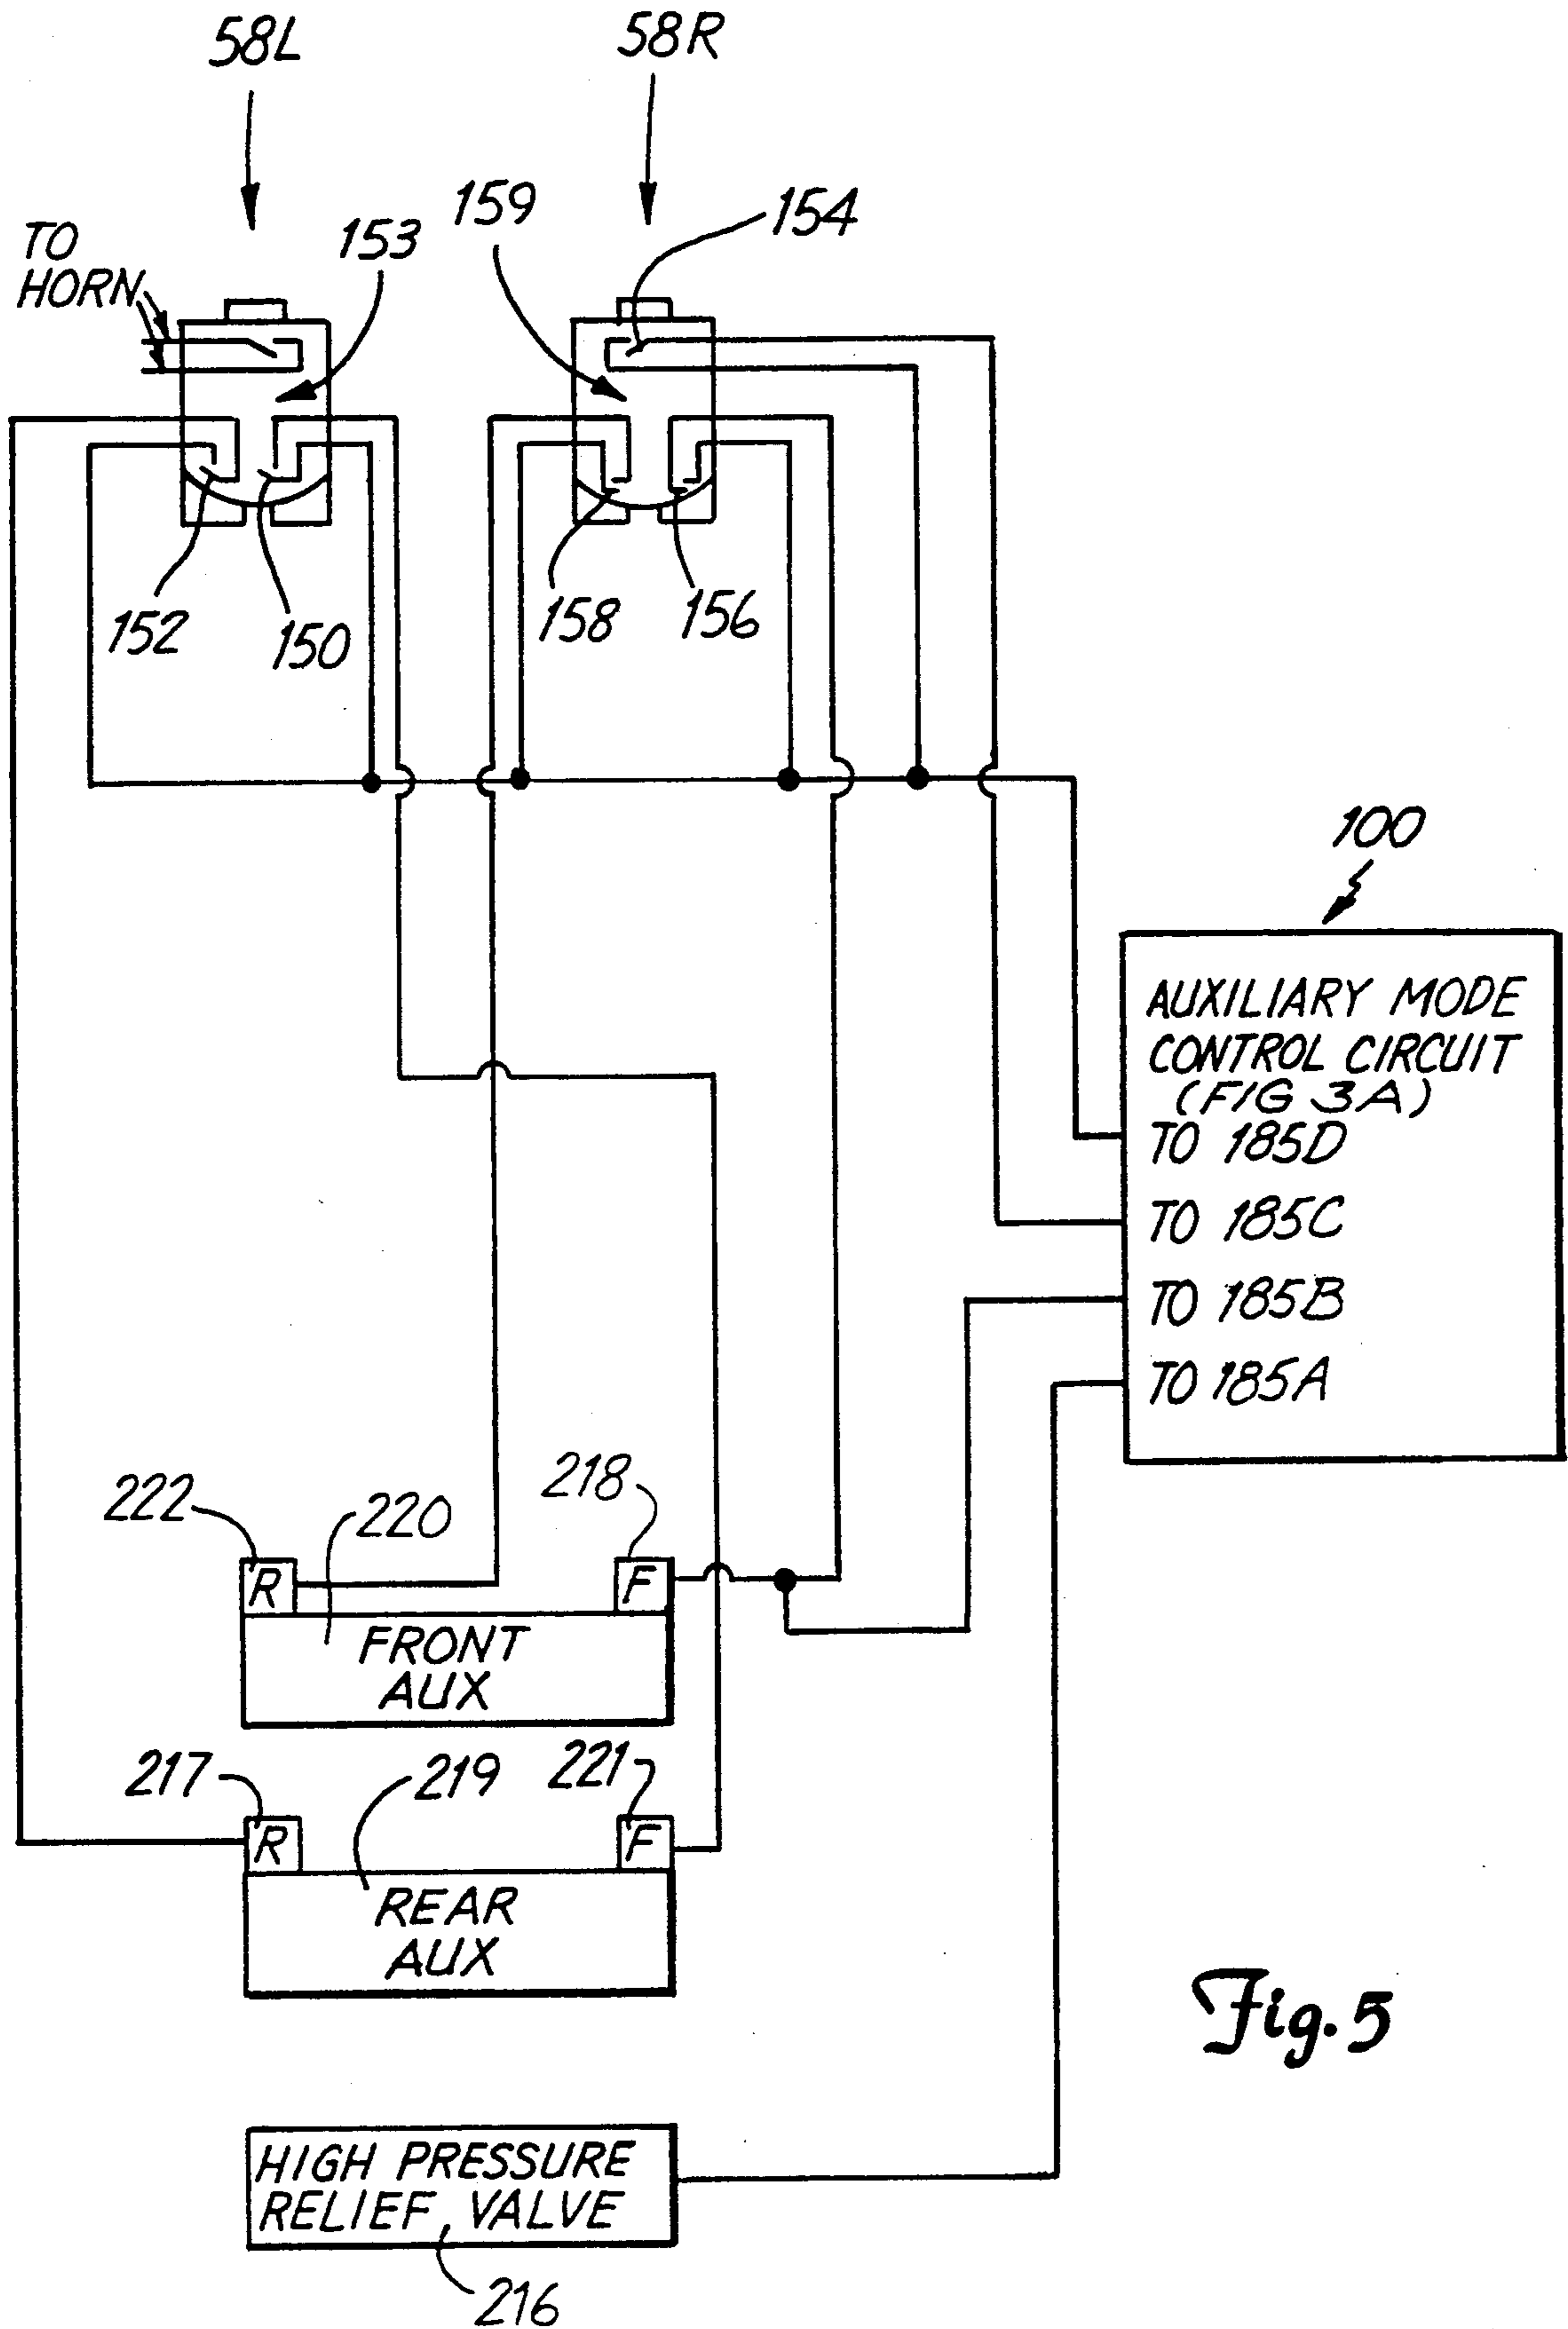 58L
58R
153
159
154
TO
HORN
152
150
158
156
100
AUXILIARY MODE
CONTROL CIRCUIT
(FIG 3A)
TO 185D
TO 185C
TO 185B
TO 185A
222
220
218
R
F
FRONT
AUX
217
219
221
R
F
REAR
AUX
Fig. 5
HIGH PRESSURE
RELIEF VALVE
216